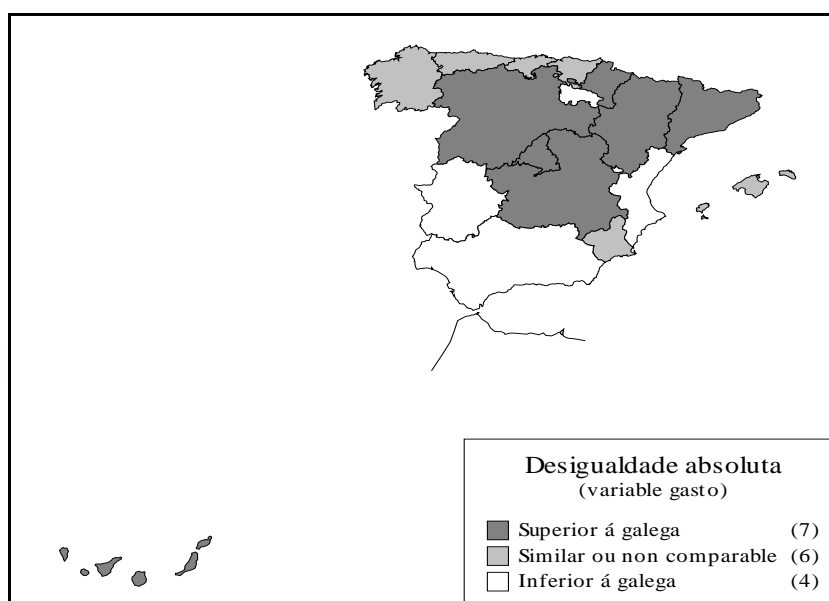 Desigualdade absoluta
(variable gasto)
Superior á galega (7)
Similar ou non comparable (6)
Inferior á galega (4)